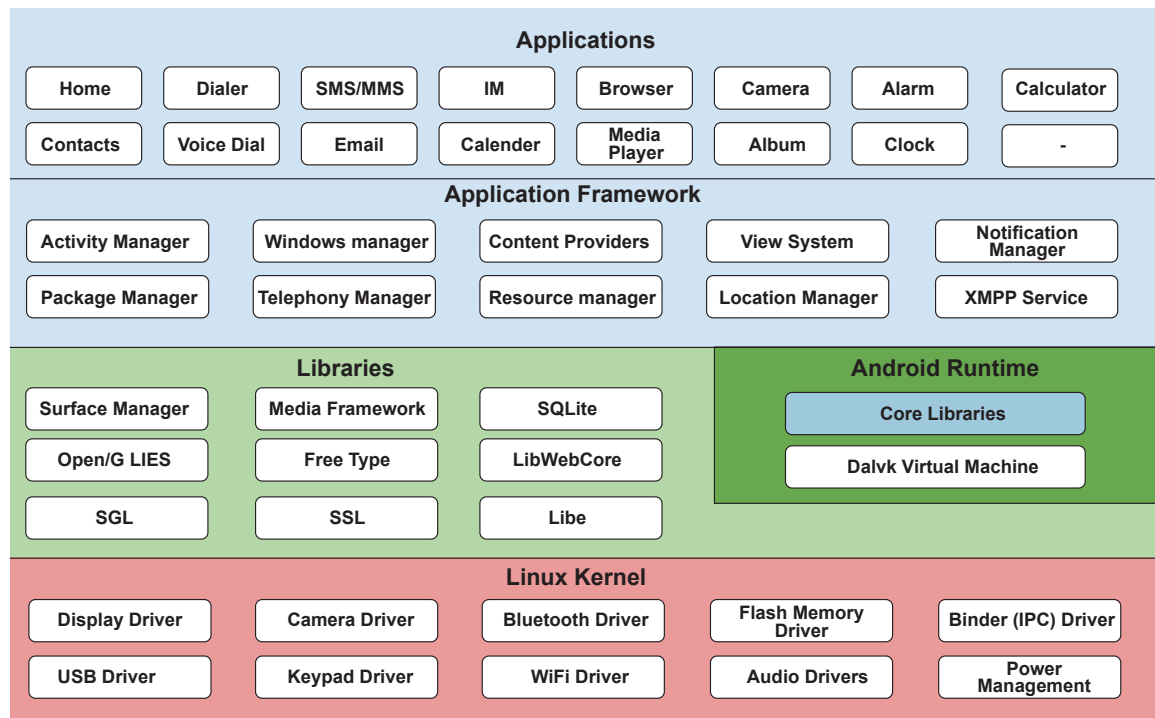 Applications
Home
Dialer
SMS/MMS
IM
Browser
Camera
Alarm
Calculator
Contacts
Voice Dial
Email
Calender
Media
Player
Album
Clock
-
Application Framework
Activity Manager
Windows manager
Content Providers
View System
Notification
Manager
Package Manager
Telephony Manager
Resource manager
Location Manager
XMPP Service
Libraries
Surface Manager
Media Framework
SQLite
Open/G LIES
Free Type
LibWebCore
SGL
SSL
Libe
Android Runtime
Core Libraries
Dalvk Virtual Machine
Linux Kernel
Display Driver
Camera Driver
Bluetooth Driver
Flash Memory
Driver
Binder (IPC) Driver
USB Driver
Keypad Driver
WiFi Driver
Audio Drivers
Power
Management